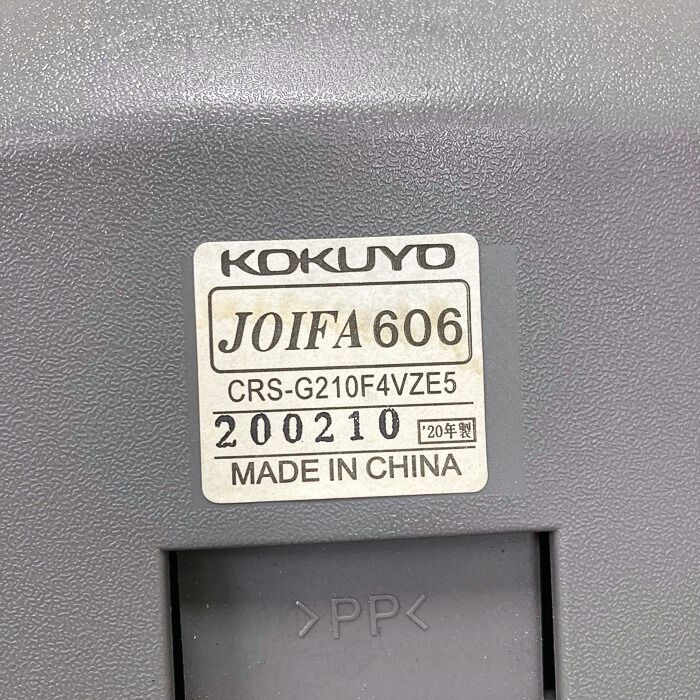 KOKUYO
JOIFA 606
CRS-G210F4VZE5
200210 '20年製
MADE IN CHINA
>PP<